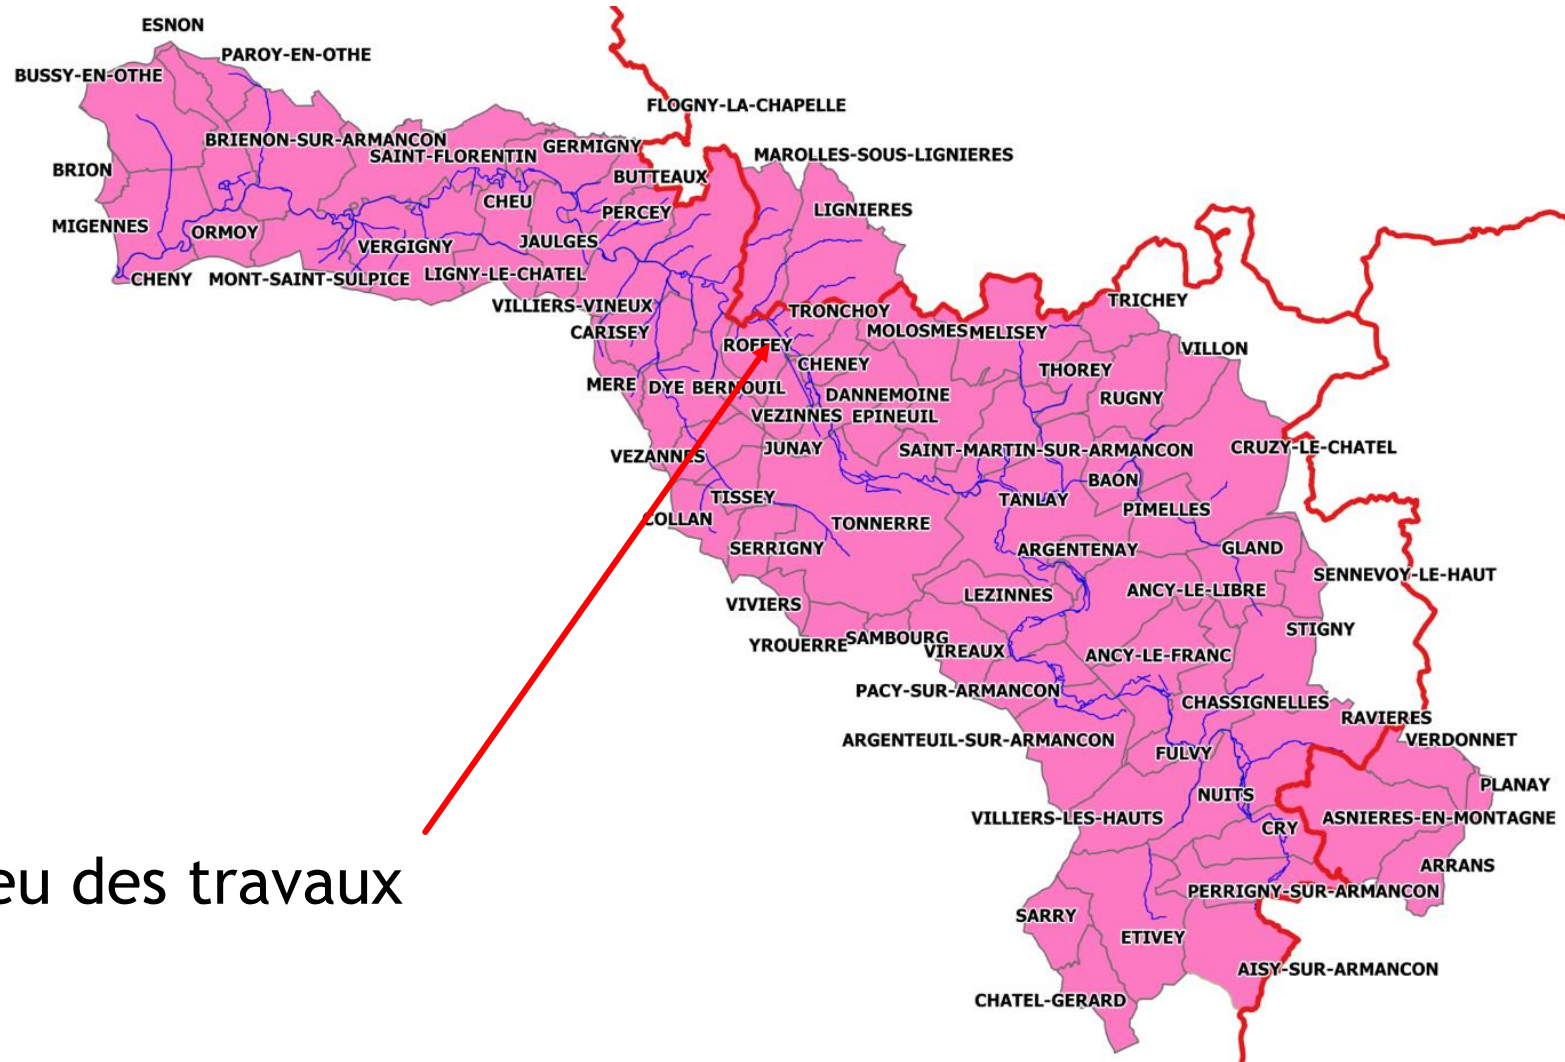 ESNON
PAROY-EN-OTHE
BUSSY-EN-OTHE
FLOGNY-LA-CHAPELLE
BRIENON-SUR-ARMANCON
GERMIGNY
SAINT-FLORENTIN
MAROLLES-SOUS-LIGNIERES
BRION
BUTTEAUX
CHEU
PERCEY
LIGNIERES
MIGENNES
ORMOY
VERGIGNY
JAULGES
CHENY
MONT-SAINT-SULPICE
LIGNY-LE-CHATEL
VILLIERS-VINEUX
TRONCHOY
TRICHEY
CARISEY
ROFFEY
MOLOSMES
MELISEY
VILLON
CHENEY
THOREY
MERE
DYE
BERNOUIL
DANNEMOINE
RUGNY
VEZINNES
EPINEUIL
VEZANNES
JUNAY
SAINT-MARTIN-SUR-ARMANCON
CRUZY-LE-CHATEL
BAON
TISSEY
TANLAY
PIMELLES
COLLAN
TONNERRE
SERRIGNY
ARGENTENAY
GLAND
SENNEVOY-LE-HAUT
LEZINNES
ANCY-LE-LIBRE
VIVIERS
STIGNY
YROUERRE
SAMBOURG
VIREAUX
ANCY-LE-FRANC
PACY-SUR-ARMANCON
CHASSIGNELLES
RAVIERES
ARGENTEUIL-SUR-ARMANCON
VERDONNET
FULVY
PLANAY
NUITS
VILLIERS-LES-HAUTS
CRY
ASNIERES-EN-MONTAGNE
ARRANS
eu des travaux
PERRIGNY-SUR-ARMANCON
SARRY
ETIVEY
AISY-SUR-ARMANCON
CHATEL-GERARD